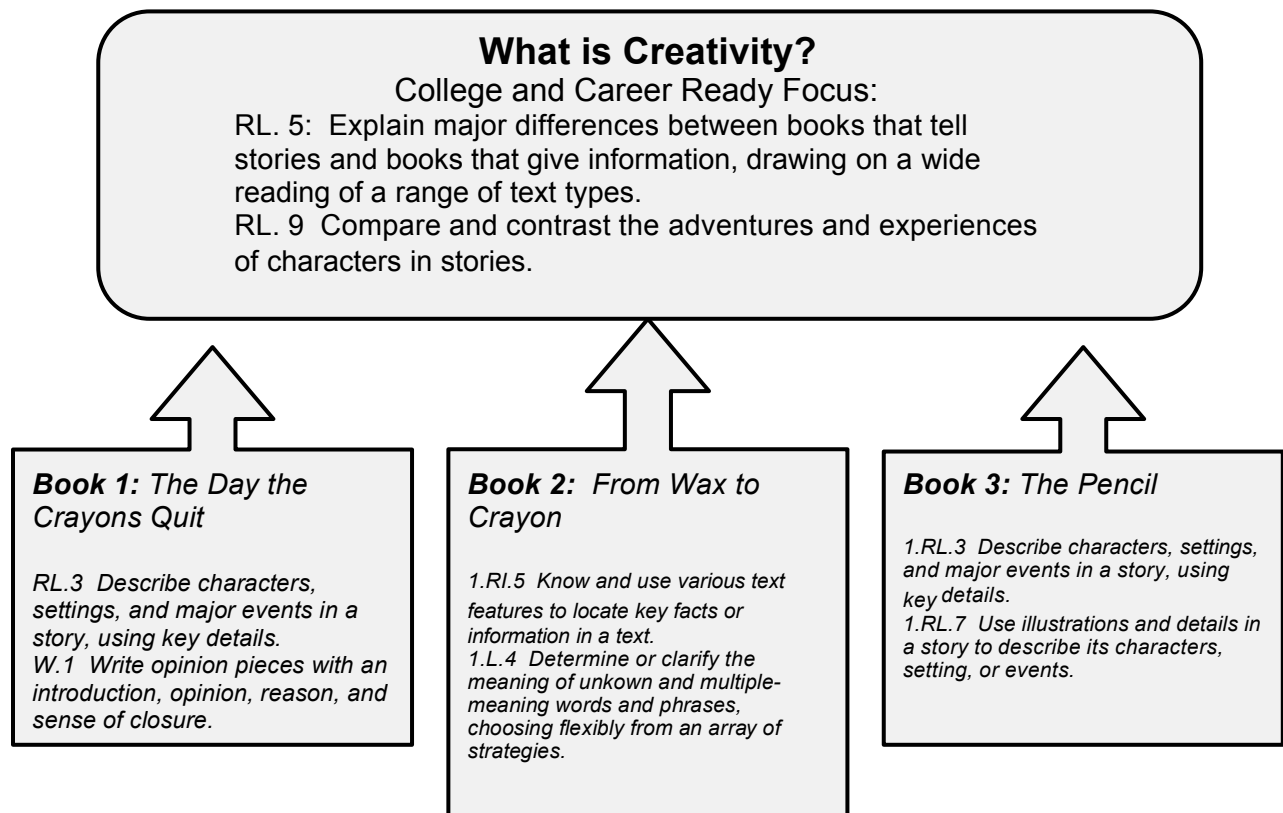 What is Creativity?
College and Career Ready Focus:
RL. 5:  Explain major differences between books that tell
stories and books that give information, drawing on a wide
reading of a range of text types.
RL. 9  Compare and contrast the adventures and experiences
of characters in stories.
Book 1: The Day the
Crayons Quit
RL.3  Describe characters,
settings, and major events in a
story, using key details.
W.1  Write opinion pieces with an
introduction, opinion, reason, and
sense of closure.
Book 2:  From Wax to
Crayon
1.RI.5  Know and use various text
features to locate key facts or
information in a text.
1.L.4  Determine or clarify the
meaning of unkown and multiple-
meaning words and phrases,
choosing flexibly from an array of
strategies.
Book 3: The Pencil
1.RL.3  Describe characters, settings,
and major events in a story, using
key details.
1.RL.7  Use illustrations and details in
a story to describe its characters,
setting, or events.